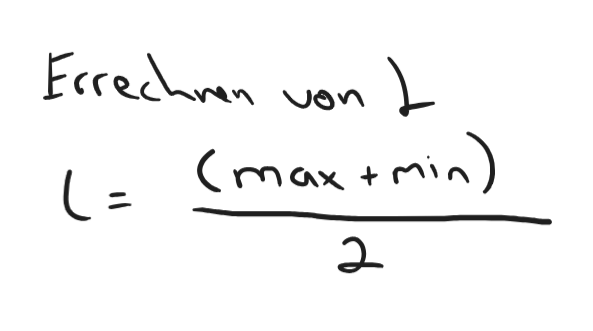 Errechnen von L
L = (max + min)
2